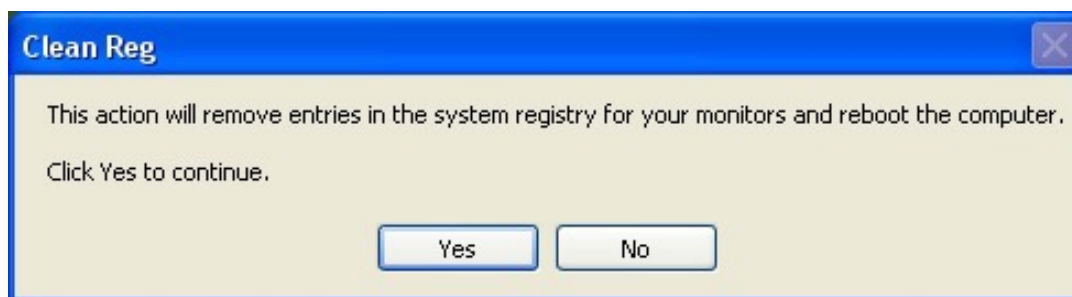 Clean Reg
This action will remove entries in the system registry for your monitors and reboot the computer.
Click Yes to continue.
Yes
No